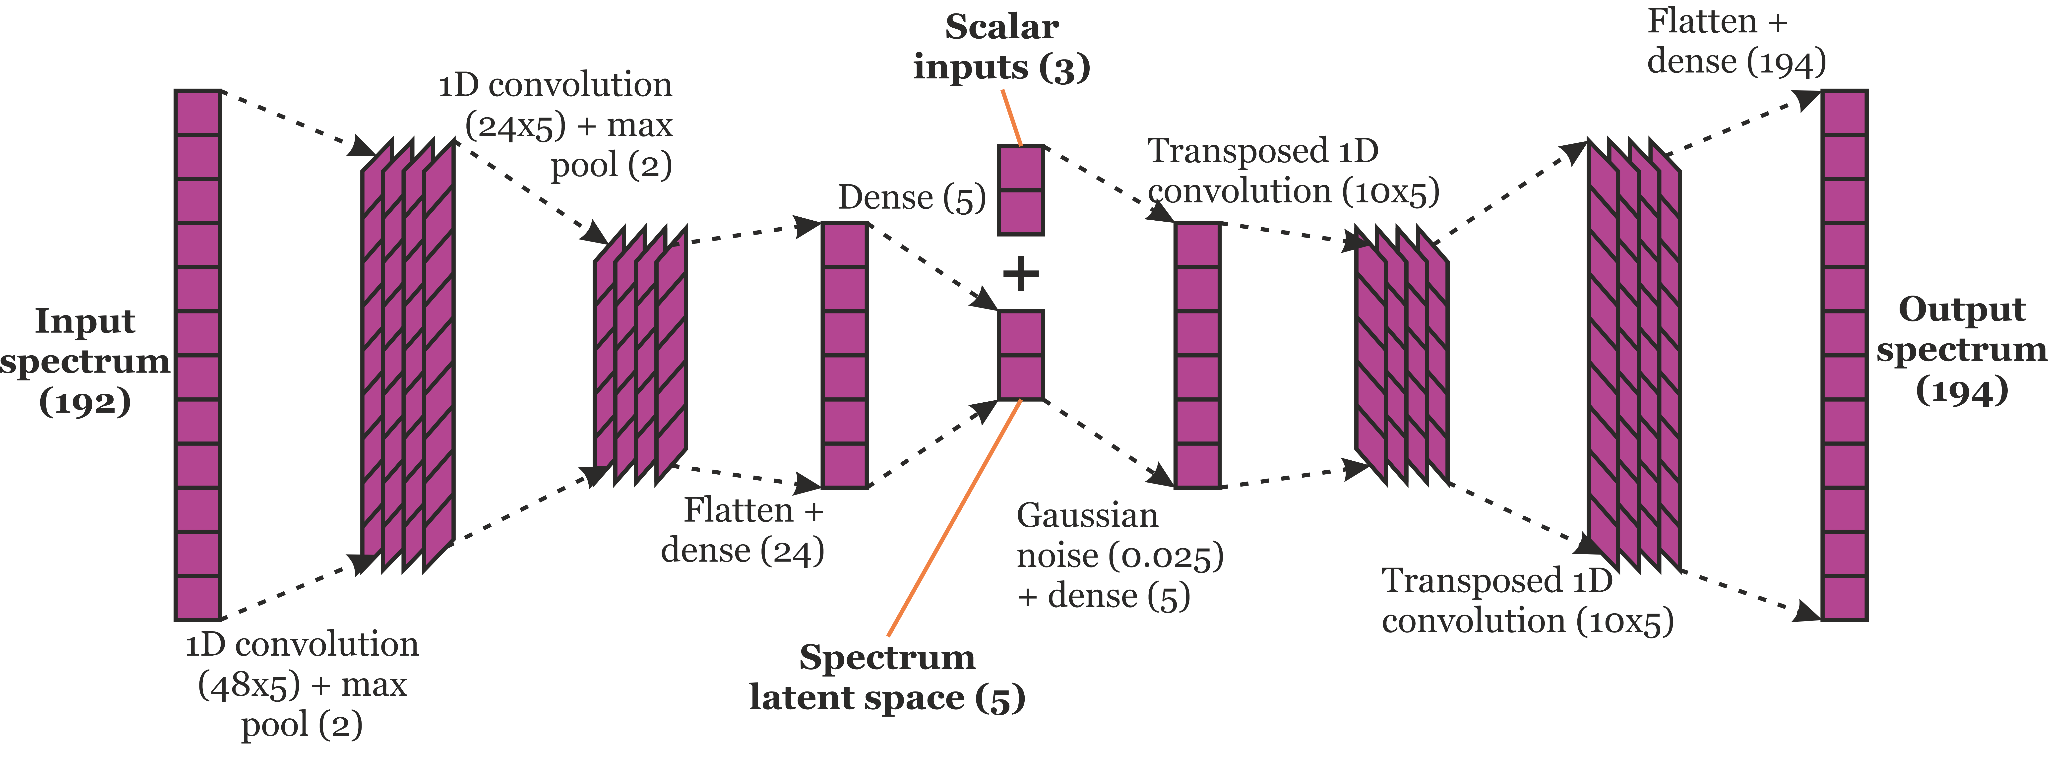 Input
spectrum
(192)
1D convolution
(48x5) + max
pool (2)
1D convolution
(24x5) + max
pool (2)
Flatten +
dense (24)
Dense (5)
Scalar
inputs (3)
+
Spectrum
latent space (5)
Gaussian
noise (0.025)
+ dense (5)
Transposed 1D
convolution (10x5)
Transposed 1D
convolution (10x5)
Flatten +
dense (194)
Output
spectrum
(194)